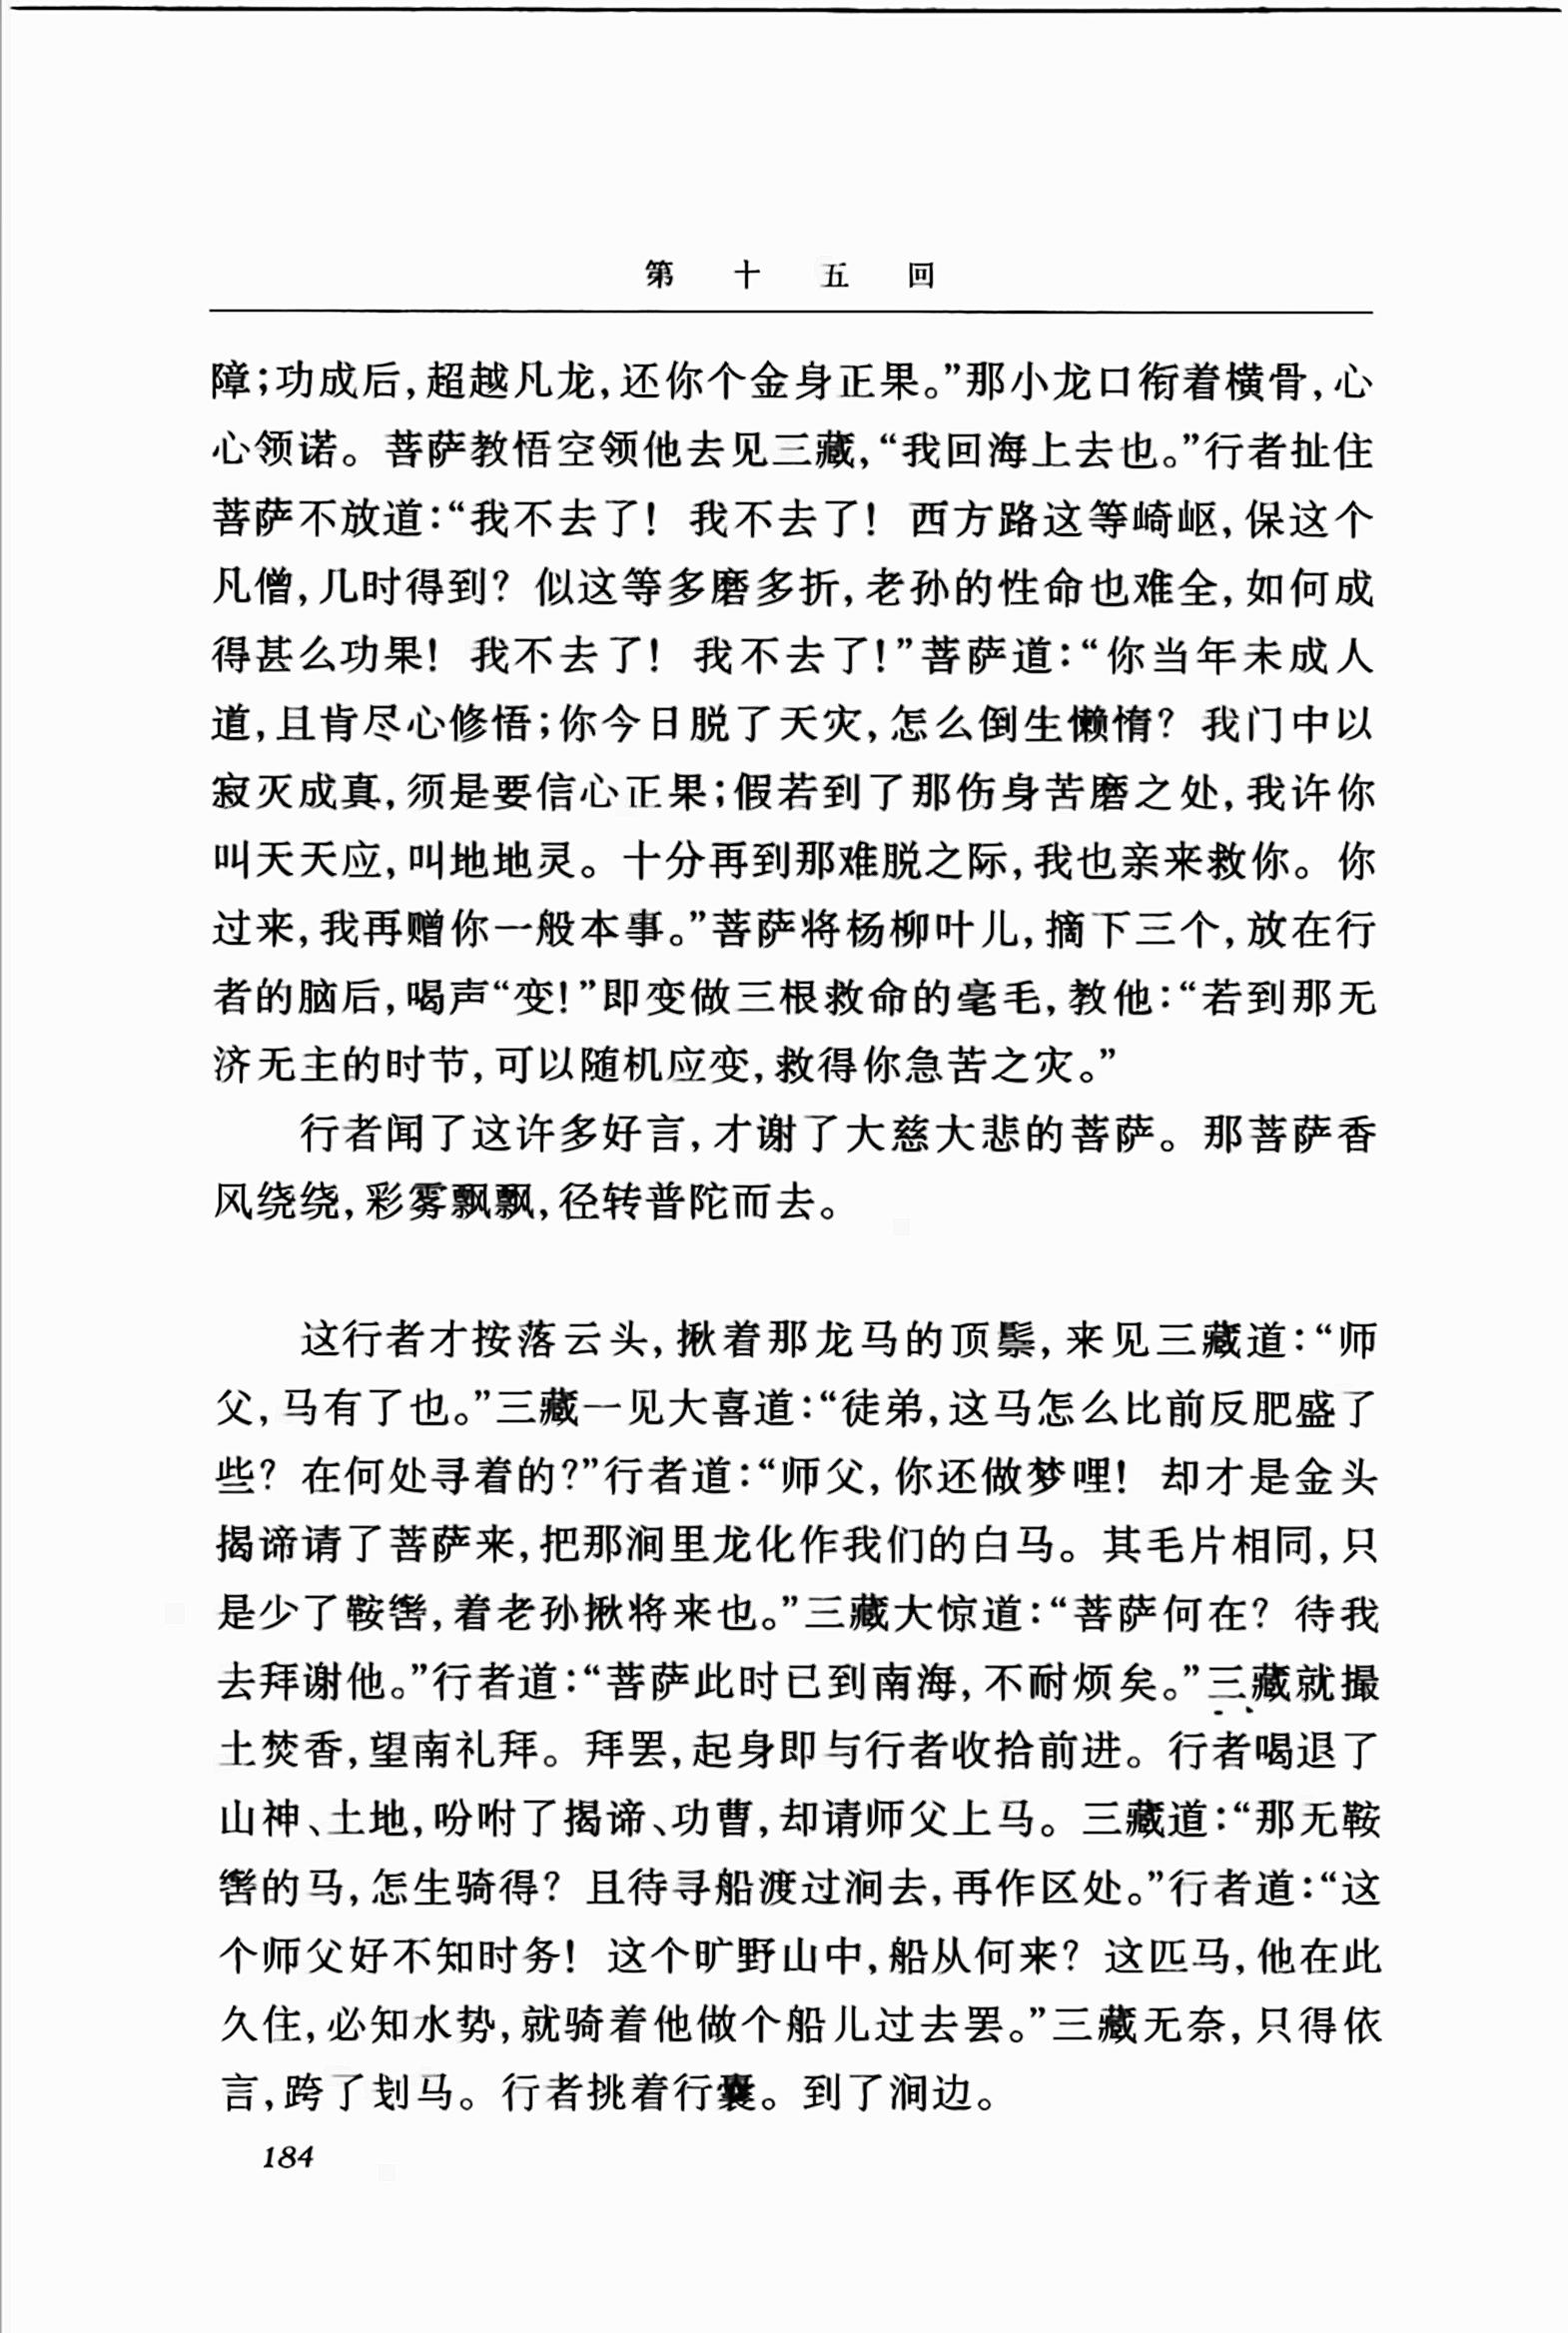 第十五回
障;功成后,超越凡龙,还你个金身正果。”那小龙口衔着横骨,心
心领诺。菩萨教悟空领他去见三藏,“我回海上去也。”行者扯住
菩萨不放道:“我不去了! 我不去了! 西方路这等崎岖,保这个
凡僧,几时得到? 似这等多磨多折,老孙的性命也难全,如何成
得甚么功果! 我不去了! 我不去了!”菩萨道:“你当年未成人
道,且肯尽心修悟;你今日脱了天灾,怎么倒生懒惰? 我门中以
寂灭成真,须是要信心正果;假若到了那伤身苦磨之处,我许你
叫天天应,叫地地灵。十分再到那难脱之际,我也亲来救你。你
过来,我再赠你一般本事。”菩萨将杨柳叶儿,摘下三个,放在行
者的脑后,喝声“变!”即变做三根救命的毫毛,教他:“若到那无
济无主的时节,可以随机应变,救得你急苦之灾。”
行者闻了这许多好言,才谢了大慈大悲的菩萨。那菩萨香
风绕绕,彩雾飘飘,径转普陀而去。
这行者才按落云头,揪着那龙马的顶鬃,来见三藏道:“师
父,马有了也。”三藏一见大喜道:“徒弟,这马怎么比前反肥盛了
些? 在何处寻着的?”行者道:“师父,你还做梦哩! 却才是金头
揭谛请了菩萨来,把那涧里龙化作我们的白马。其毛片相同,只
是少了鞍辔,着老孙揪将来也。”三藏大惊道:“菩萨何在? 待我
去拜谢他。”行者道:“菩萨此时已到南海,不耐烦矣。”三藏就撮
土焚香,望南礼拜。拜罢,起身即与行者收拾前进。行者喝退了
山神、土地,吩咐了揭谛、功曹,却请师父上马。三藏道:“那无鞍
辔的马,怎生骑得? 且待寻船渡过涧去,再作区处。”行者道:“这
个师父好不知时务! 这个旷野山中,船从何来? 这匹马,他在此
久住,必知水势,就骑着他做个船儿过去罢。”三藏无奈,只得依
言,跨了刬马。行者挑着行囊。到了涧边。
184